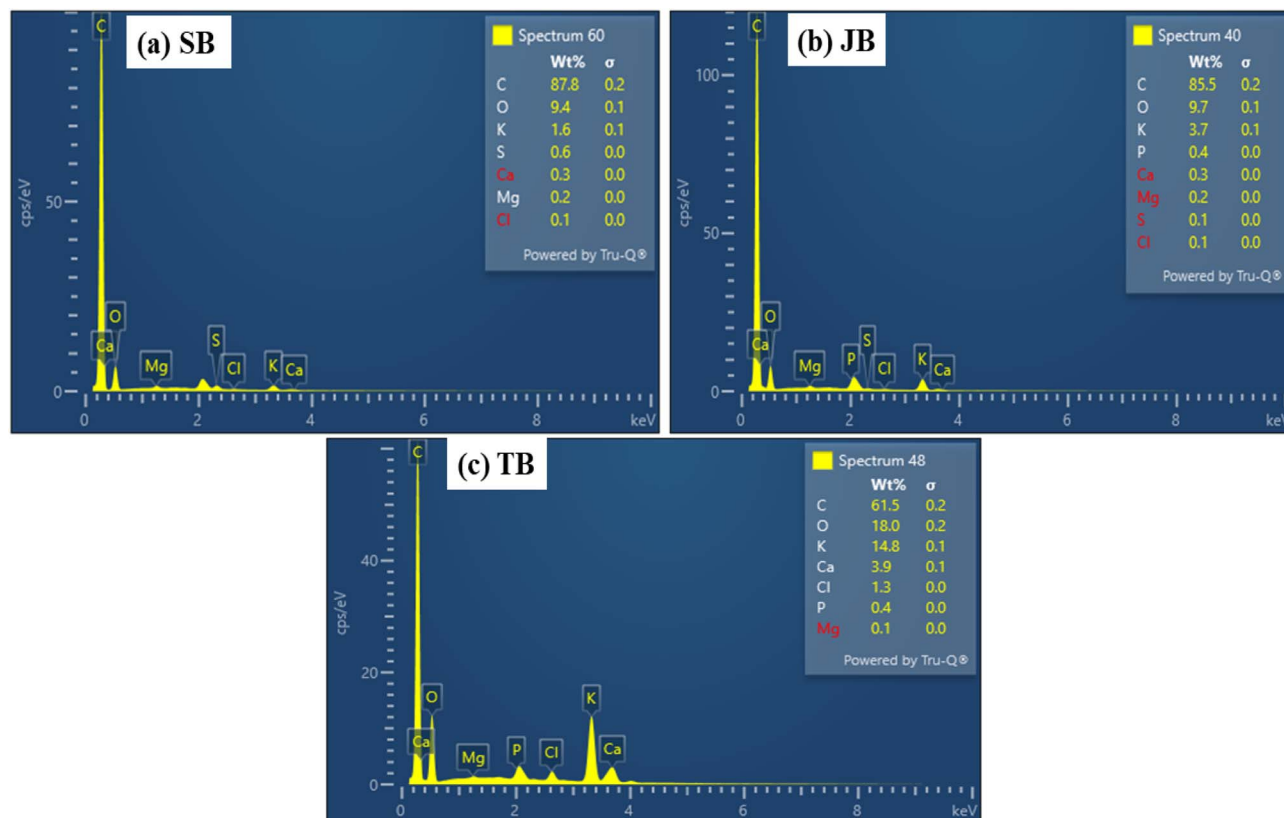 (a) SB
Spectrum 60
Wt% σ
C 87.8 0.2
O 9.4 0.1
K 1.6 0.1
S 0.6 0.0
Ca 0.3 0.0
Mg 0.2 0.0
Cl 0.1 0.0
Powered by Tru-Q®
cps/eV
50
0
C
O
Ca
Mg
S
Cl
K
Ca
0 2 4 6 8 keV
(b) JB
Spectrum 40
Wt% σ
C 85.5 0.2
O 9.7 0.1
K 3.7 0.1
P 0.4 0.0
Ca 0.3 0.0
Mg 0.2 0.0
S 0.1 0.0
Cl 0.1 0.0
Powered by Tru-Q®
cps/eV
100
50
0
C
O
Ca
Mg
P
S
Cl
K
Ca
0 2 4 6 8 keV
(c) TB
Spectrum 48
Wt% σ
C 61.5 0.2
O 18.0 0.2
K 14.8 0.1
Ca 3.9 0.1
Cl 1.3 0.0
P 0.4 0.0
Mg 0.1 0.0
Powered by Tru-Q®
cps/eV
40
20
0
C
O
Ca
Mg
P
Cl
K
Ca
0 2 4 6 8 keV